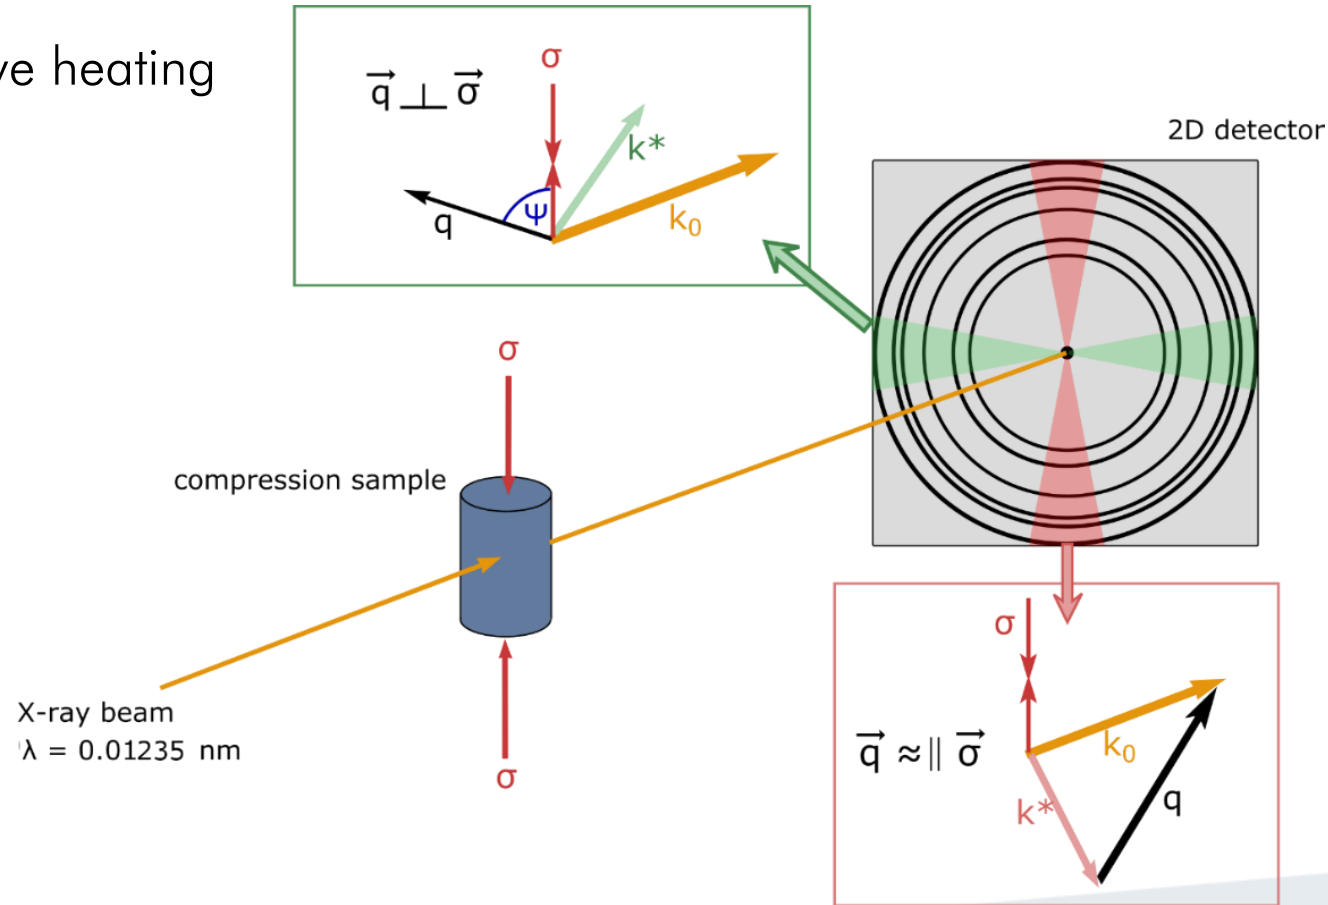 ve heating
σ
q ⊥ σ
k*
q
ψ
k₀
2D detector
σ
compression sample
X-ray beam
λ = 0.01235 nm
σ
σ
q ≈ || σ
k₀
k*
q